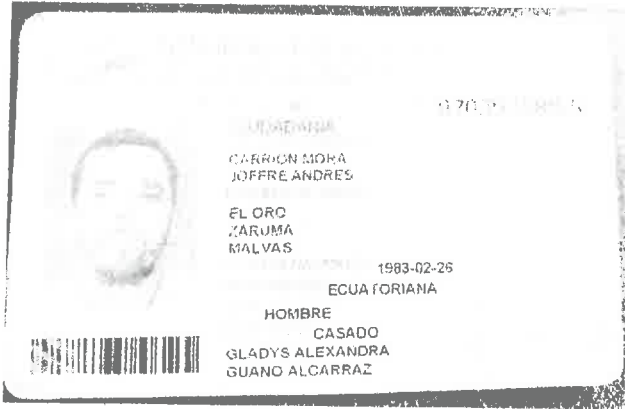 CARRION MORA
JOFFRE ANDRES
EL ORO
ZARUMA
MALVAS
1983-02-26
ECUATORIANA
HOMBRE
CASADO
GLADYS ALEXANDRA
GUANO ALCARRAZ